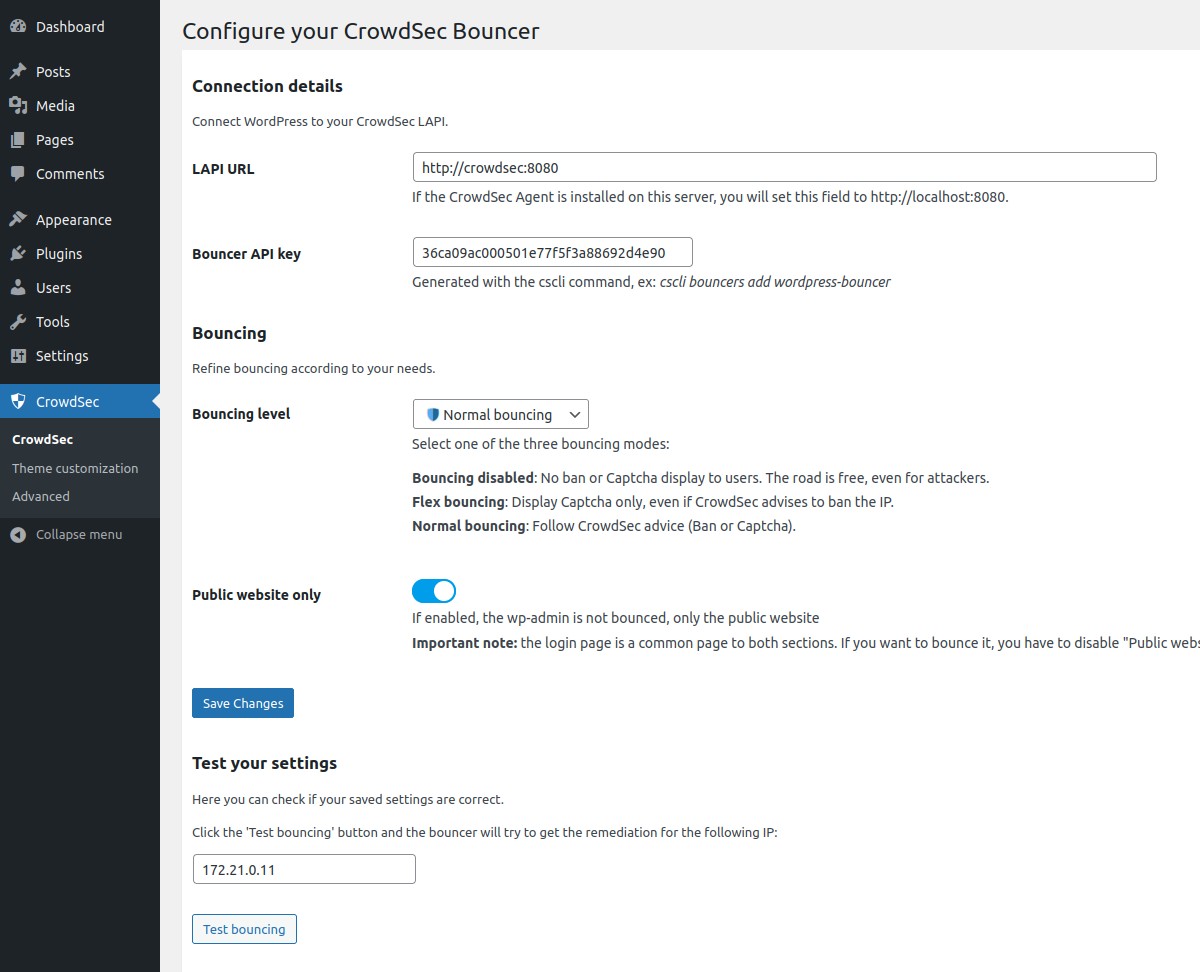 Dashboard
Posts
Media
Pages
Comments
Appearance
Plugins
Users
Tools
Settings
CrowdSec
CrowdSec
Theme customization
Advanced
Collapse menu
Configure your CrowdSec Bouncer
Connection details
Connect WordPress to your CrowdSec LAPI.
LAPI URL
http://crowdsec:8080
If the CrowdSec Agent is installed on this server, you will set this field to http://localhost:8080.
Bouncer API key
36ca09ac000501e77f5f3a88692d4e90
Generated with the cscli command, ex: cscli bouncers add wordpress-bouncer
Bouncing
Refine bouncing according to your needs.
Bouncing level
Normal bouncing
Select one of the three bouncing modes:
Bouncing disabled: No ban or Captcha display to users. The road is free, even for attackers.
Flex bouncing: Display Captcha only, even if CrowdSec advises to ban the IP.
Normal bouncing: Follow CrowdSec advice (Ban or Captcha).
Public website only
If enabled, the wp-admin is not bounced, only the public website
Important note: the login page is a common page to both sections. If you want to bounce it, you have to disable "Public webs
Save Changes
Test your settings
Here you can check if your saved settings are correct.
Click the 'Test bouncing' button and the bouncer will try to get the remediation for the following IP:
172.21.0.11
Test bouncing